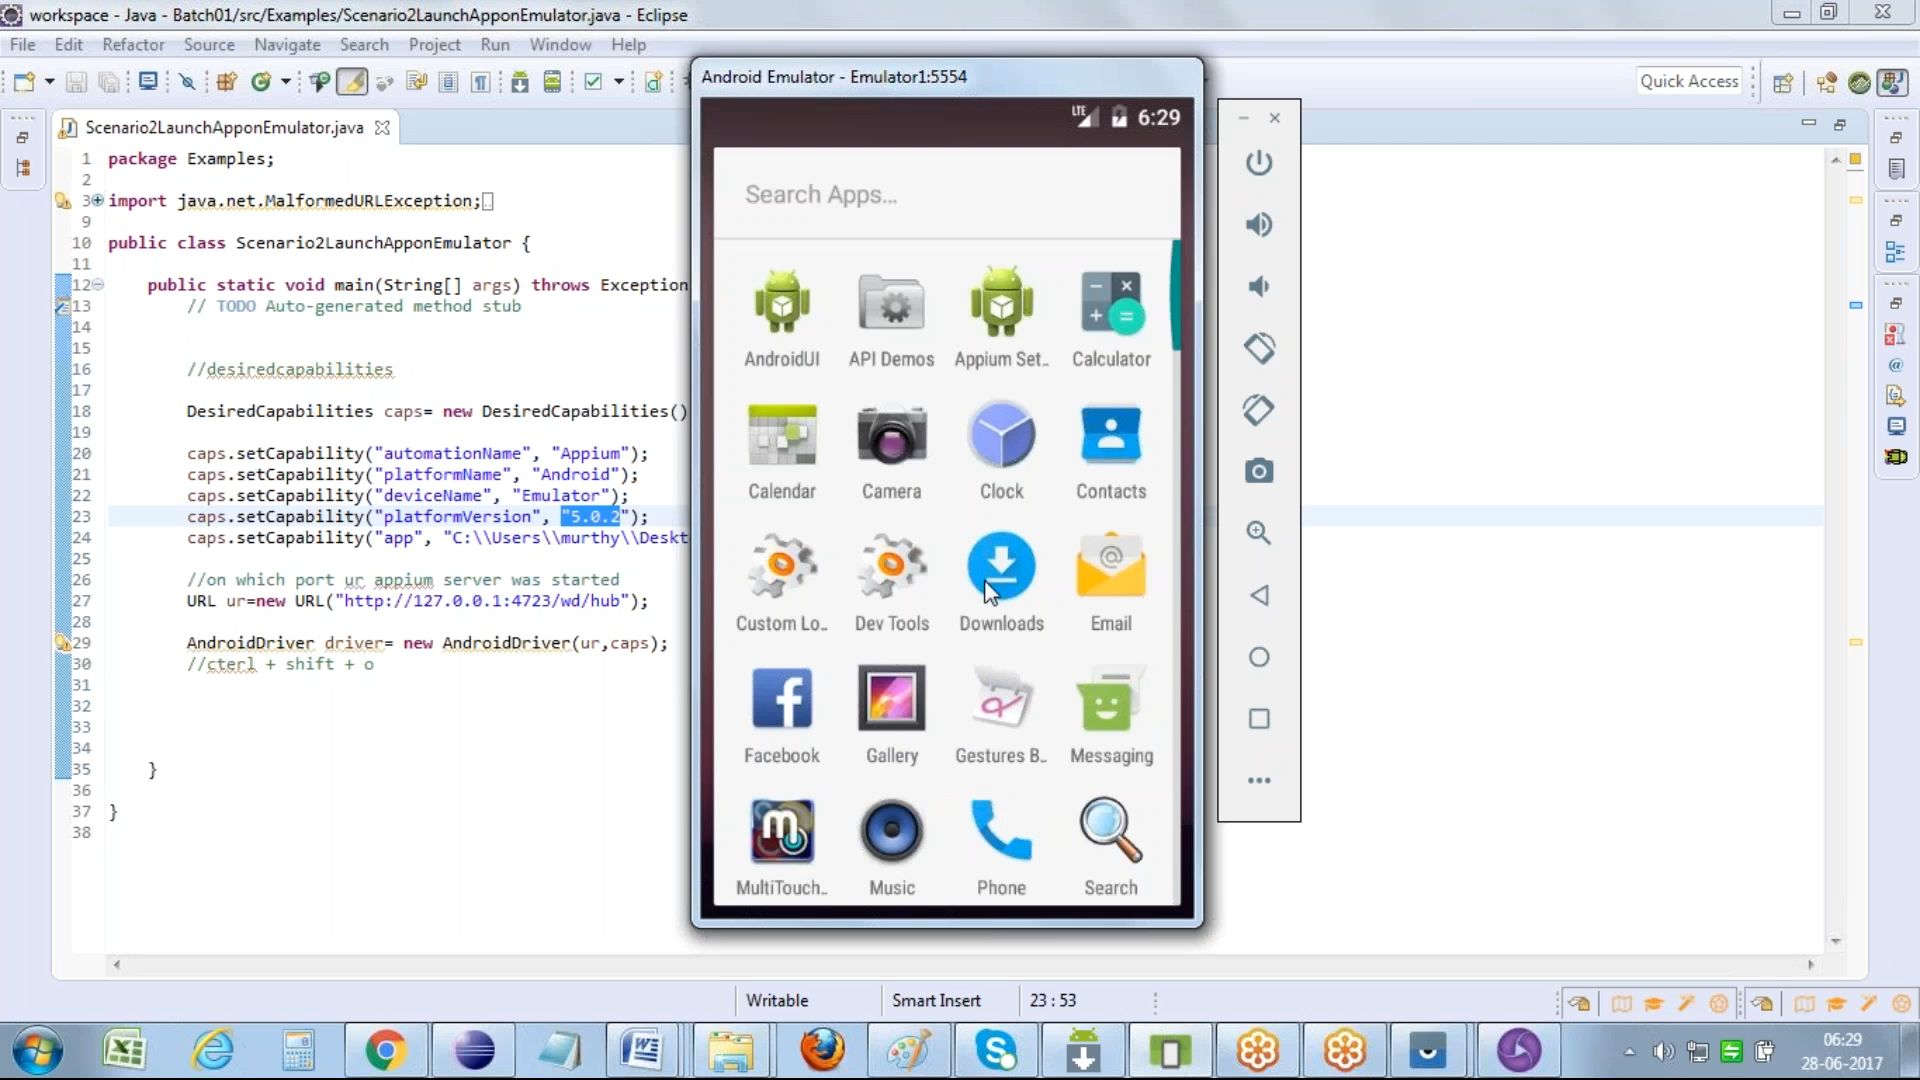 workspace - Java - Batch01/src/Examples/Scenario2LaunchApponEmulator.java - Eclipse
File Edit Refactor Source Navigate Search Project Run Window Help
Quick Access
Scenario2LaunchApponEmulator.java
1 package Examples;
2
3 import java.net.MalformedURLException;
9
10 public class Scenario2LaunchApponEmulator {
11
12 public static void main(String[] args) throws Exception
13 // TODO Auto-generated method stub
14
15
16 //desiredcapabilities
17
18 DesiredCapabilities caps= new DesiredCapabilities()
19
20 caps.setCapability("automationName", "Appium");
21 caps.setCapability("platformName", "Android");
22 caps.setCapability("deviceName", "Emulator");
23 caps.setCapability("platformVersion", "5.0.2");
24 caps.setCapability("app", "C:\\Users\\murthy\\Deskt
25
26 //on which port ur appium server was started
27 URL ur=new URL("http://127.0.0.1:4723/wd/hub");
28
29 AndroidDriver driver= new AndroidDriver(ur,caps);
30 //cterl + shift + o
31
32
33
34
35 }
36
37 }
38
Android Emulator - Emulator1:5554
LTE 6:29
Search Apps...
AndroidUI API Demos Appium Set.. Calculator
Calendar Camera Clock Contacts
Custom Lo.. Dev Tools Downloads Email
Facebook Gallery Gestures B.. Messaging
MultiTouch.. Music Phone Search
Writable Smart Insert 23 : 53
06:29
28-06-2017